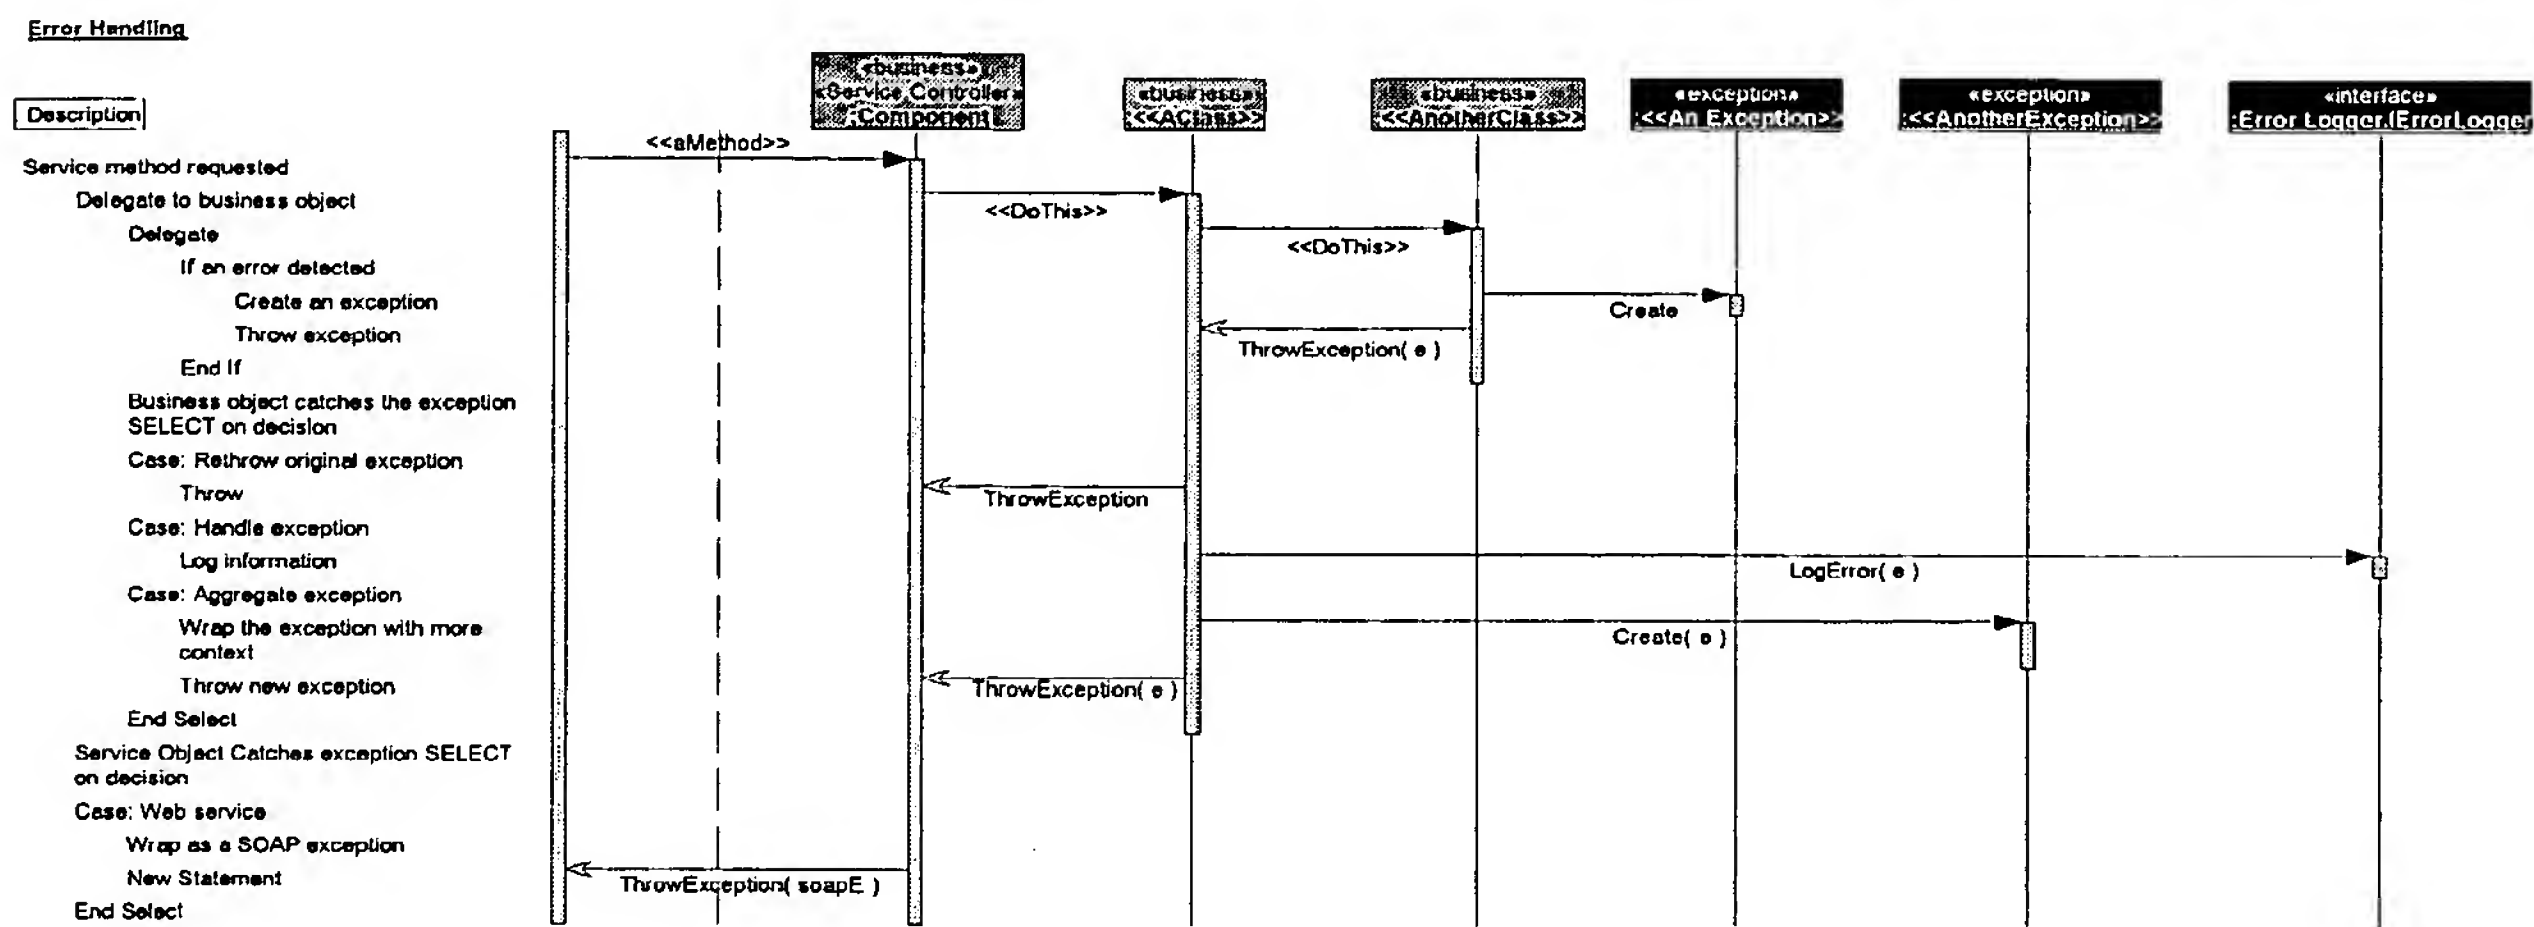 Error Handling
Description
«business»
«Service Controller»
:Component
«business»
:<<AClass>>
«business»
:<<AnotherClass>>
«exception»
:<<An Exception>>
«exception»
:<<AnotherException>>
«interface»
:Error Logger.IErrorLogger
Service method requested
Delegate to business object
Delegate
If an error detected
Create an exception
Throw exception
End If
Business object catches the exception
SELECT on decision
Case: Rethrow original exception
Throw
Case: Handle exception
Log information
Case: Aggregate exception
Wrap the exception with more
context
Throw new exception
End Select
Service Object Catches exception SELECT
on decision
Case: Web service
Wrap as a SOAP exception
New Statement
End Select
<<aMethod>>
<<DoThis>>
<<DoThis>>
Create
ThrowException( e )
ThrowException
LogError( e )
Create( e )
ThrowException( e )
ThrowException( soapE )